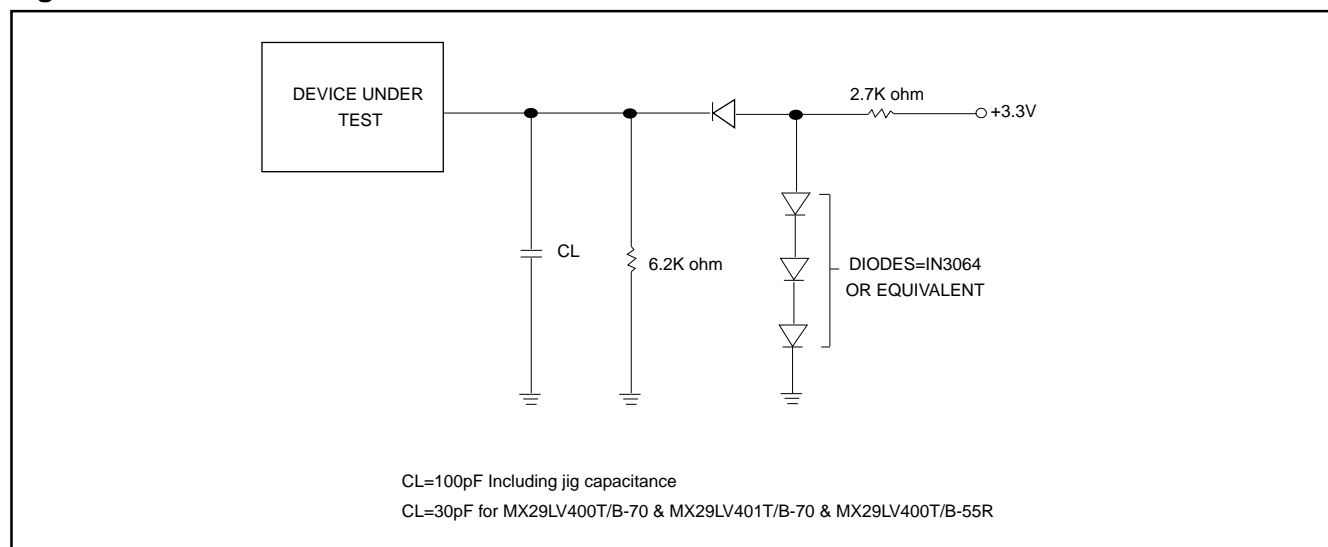 DEVICE UNDER
TEST
2.7K ohm
+3.3V
CL
6.2K ohm
DIODES=IN3064
OR EQUIVALENT
CL=100pF Including jig capacitance
CL=30pF for MX29LV400T/B-70 & MX29LV401T/B-70 & MX29LV400T/B-55R